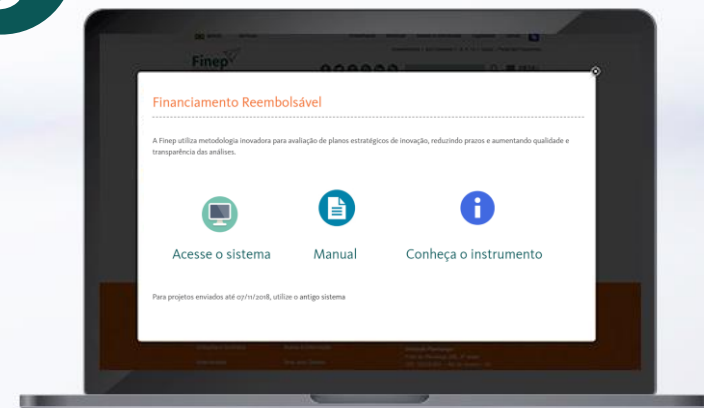 Finep
Financiamento Reembolsável
A Finep utiliza metodologia inovadora para avaliação de planos estratégicos de inovação, reduzindo prazos e aumentando qualidade e
transparência das análises.
Acesse o sistema
Manual
Conheça o instrumento
Para projetos enviados até 07/11/2018, utilize o antigo sistema